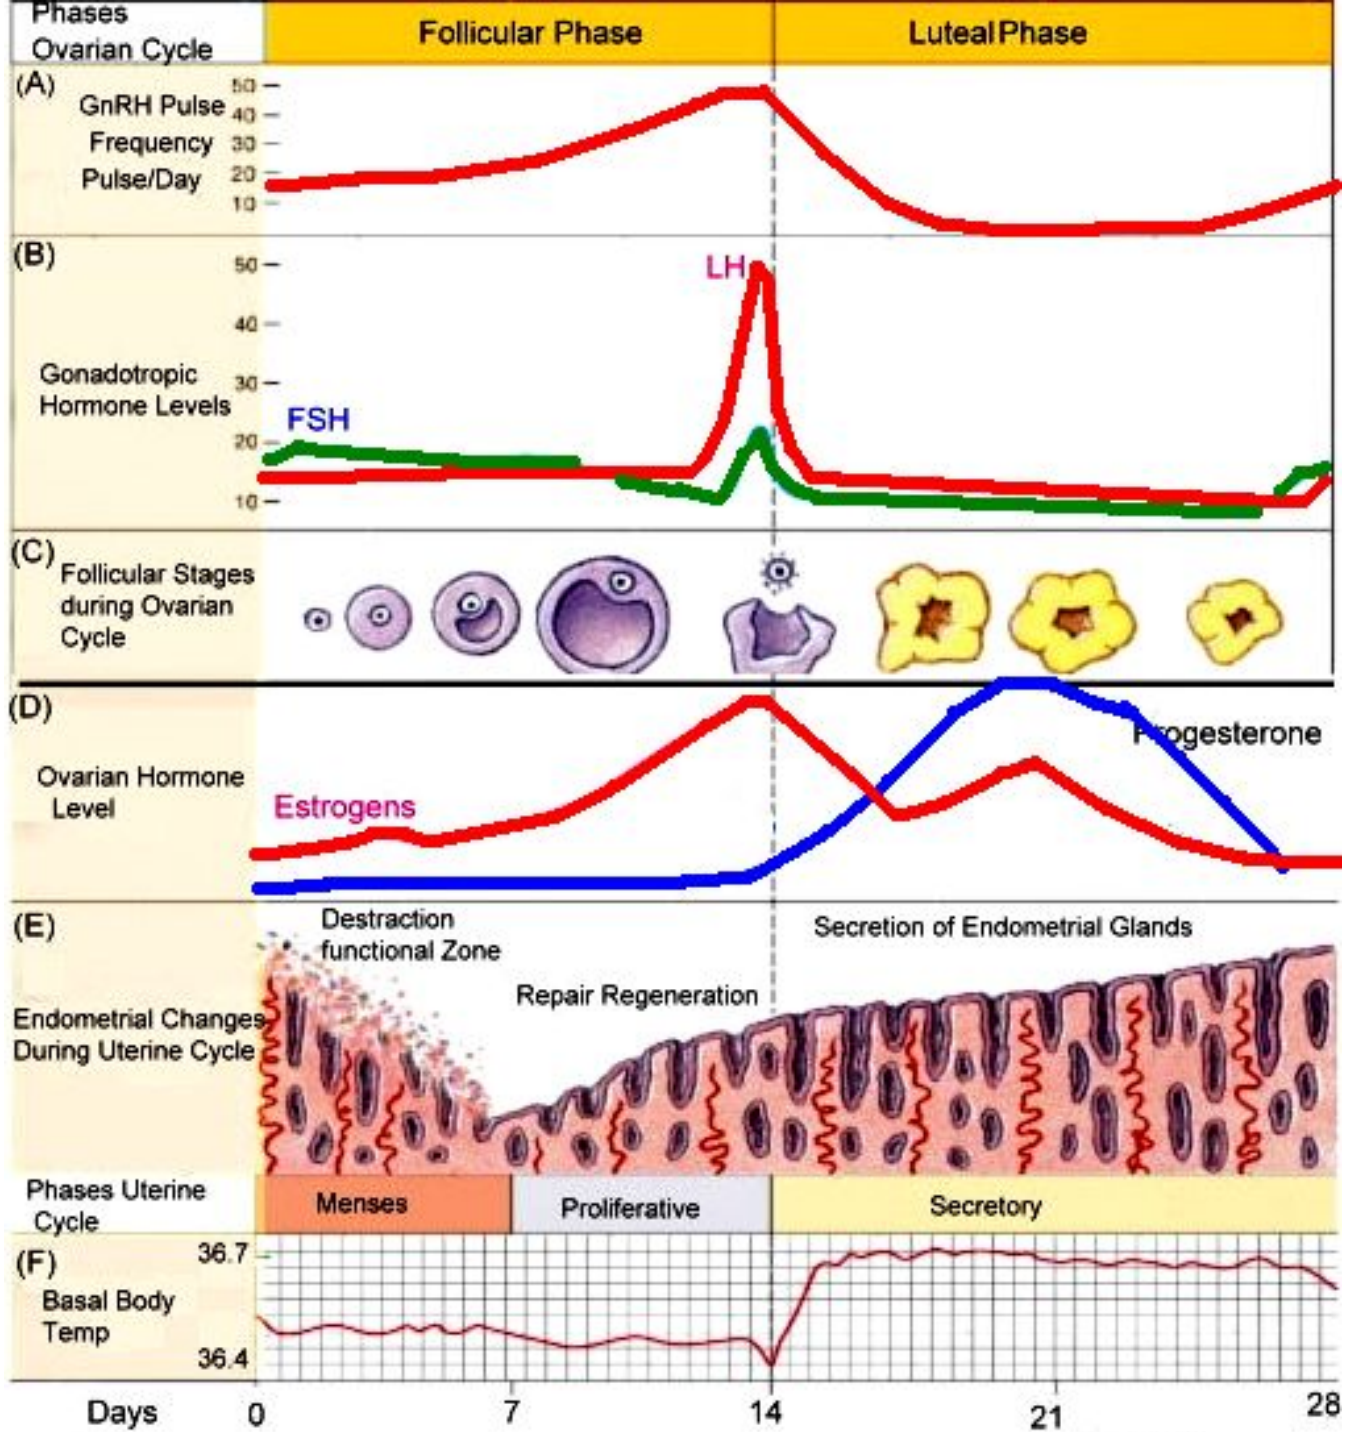 Phases
Ovarian Cycle
Follicular Phase
Luteal Phase
(A)
GnRH Pulse
Frequency
Pulse/Day
50
40
30
20
10
(B)
Gonadotropic
Hormone Levels
50
40
30
20
10
LH
FSH
(C)
Follicular Stages
during Ovarian
Cycle
(D)
Ovarian Hormone
Level
Estrogens
Progesterone
(E)
Endometrial Changes
During Uterine Cycle
Destraction
functional Zone
Repair Regeneration
Secretion of Endometrial Glands
Phases Uterine
Cycle
Menses
Proliferative
Secretory
(F)
Basal Body
Temp
36.7
36.4
Days
0
7
14
21
28